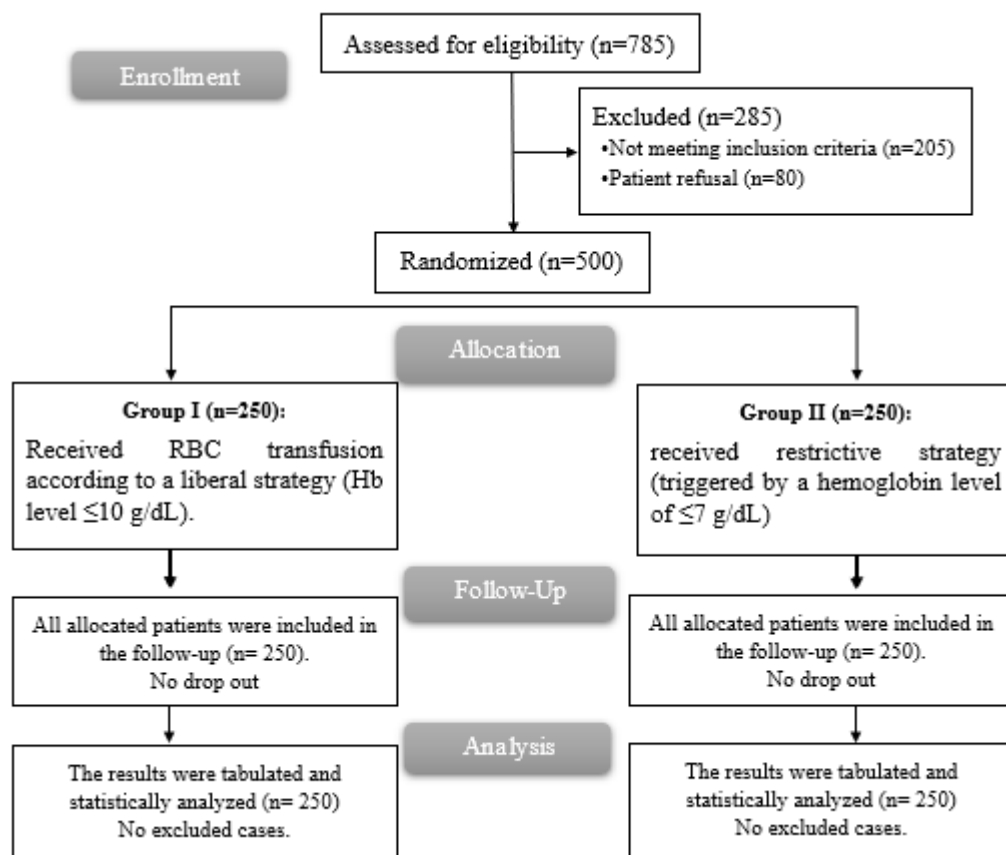 Assessed for eligibility (n=785)
Enrollment
Excluded (n=285)
•Not meeting inclusion criteria (n=205)
•Patient refusal (n=80)
Randomized (n=500)
Allocation
Group I (n=250):
Received RBC transfusion
according to a liberal strategy (Hb
level ≤10 g/dL).
Group II (n=250):
received restrictive strategy
(triggered by a hemoglobin level
of ≤7 g/dL)
Follow-Up
All allocated patients were included in
the follow-up (n= 250).
No drop out
All allocated patients were included in
the follow-up (n= 250).
No drop out
Analysis
The results were tabulated and
statistically analyzed (n= 250)
No excluded cases.
The results were tabulated and
statistically analyzed (n= 250)
No excluded cases.